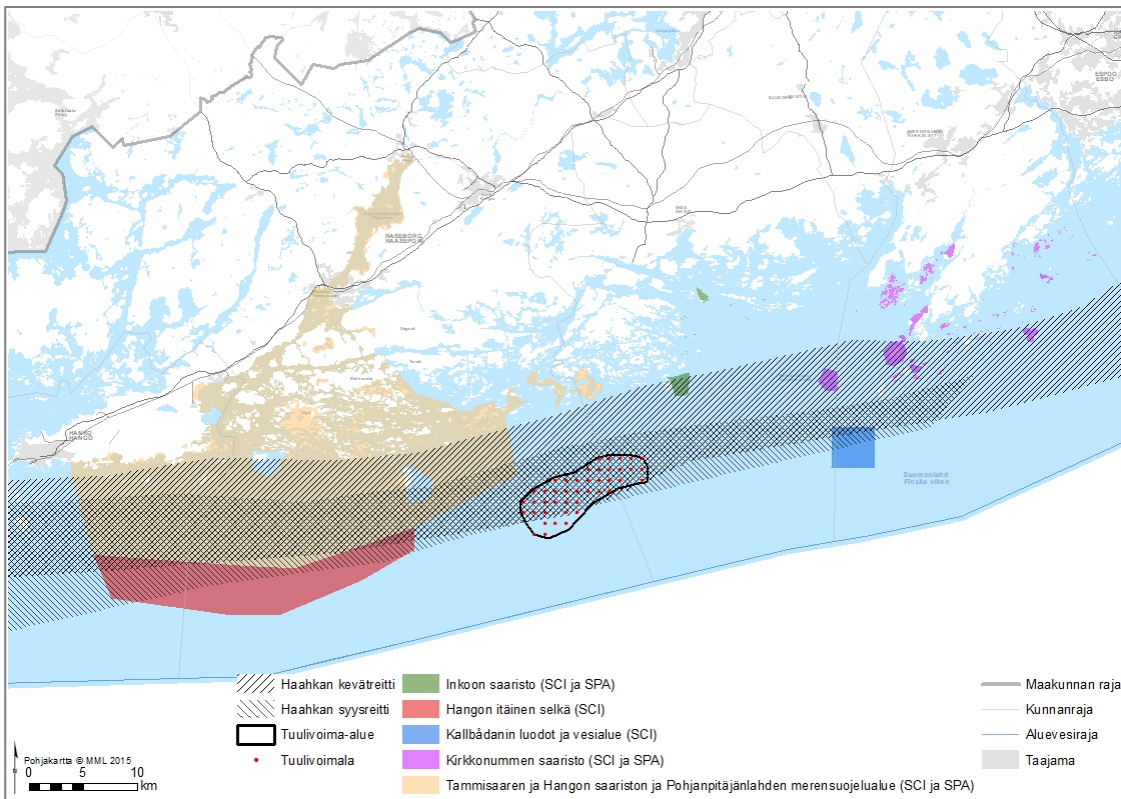 ESPOO
ESBO
KIRKKONUMMI
KYRKSLÄTT
RASEBORG
RAASEPORI
HANKO
HANGÖ
Suomenlahti
Finska viken
Haahkan kevätreitti
Haahkan syysreitti
Tuulivoima-alue
Tuulivoimala
Inkoon saaristo (SCI ja SPA)
Hangon itäinen selkä (SCI)
Kallbådanin luodot ja vesialue (SCI)
Kirkkonummen saaristo (SCI ja SPA)
Tammisaaren ja Hangon saariston ja Pohjanpitäjänlahden merensuojelualue (SCI ja SPA)
Maakunnan raja
Kunnanraja
Aluevesiraja
Taajama
N
Pohjakartta © MML 2015
0 5 10
km